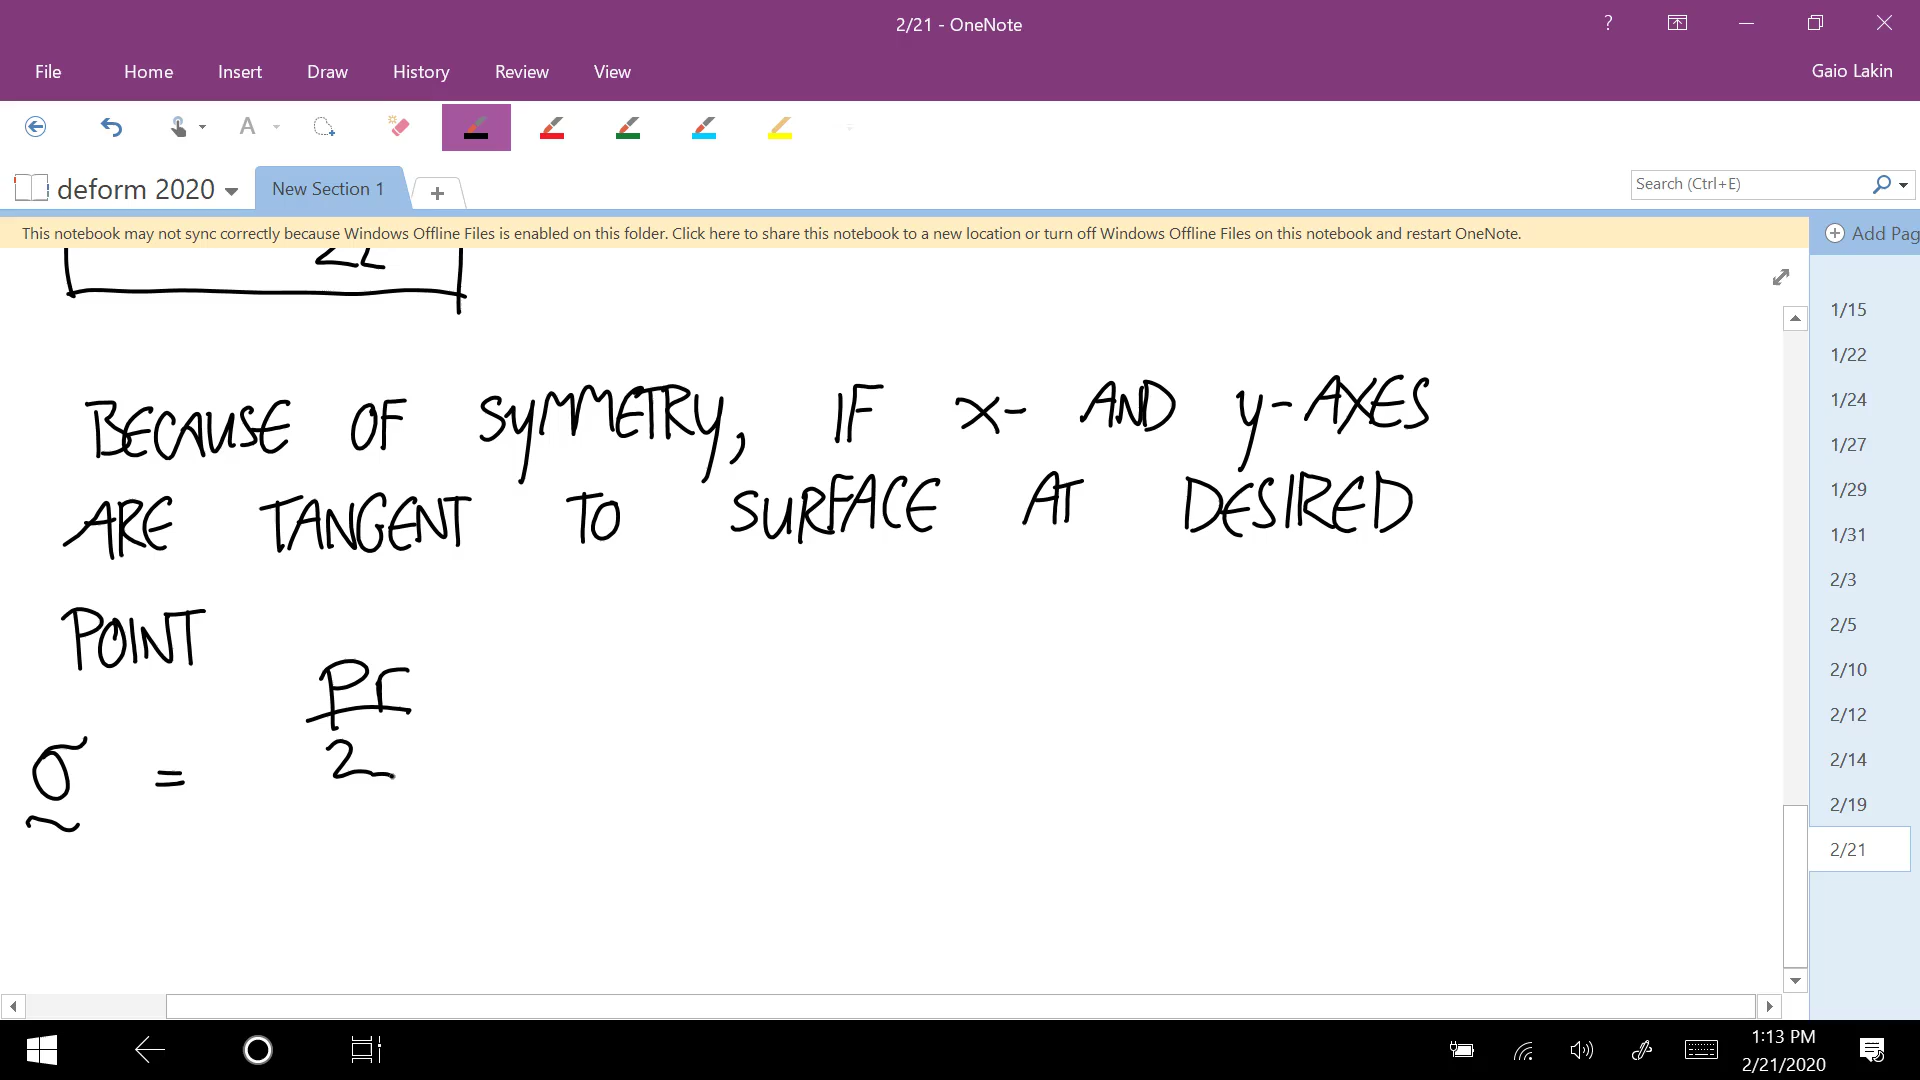 2/21 - OneNote
?
File Home Insert Draw History Review View
Gaio Lakin
A
deform 2020
New Section 1
+
Search (Ctrl+E)
This notebook may not sync correctly because Windows Offline Files is enabled on this folder. Click here to share this notebook to a new location or turn off Windows Offline Files on this notebook and restart OneNote.
Add Pag
BECAUSE OF SYMMETRY, IF x- AND y-AXES
ARE TANGENT TO SURFACE AT DESIRED
POINT
Pr
2
σ =
~
1/15
1/22
1/24
1/27
1/29
1/31
2/3
2/5
2/10
2/12
2/14
2/19
2/21
1:13 PM
2/21/2020